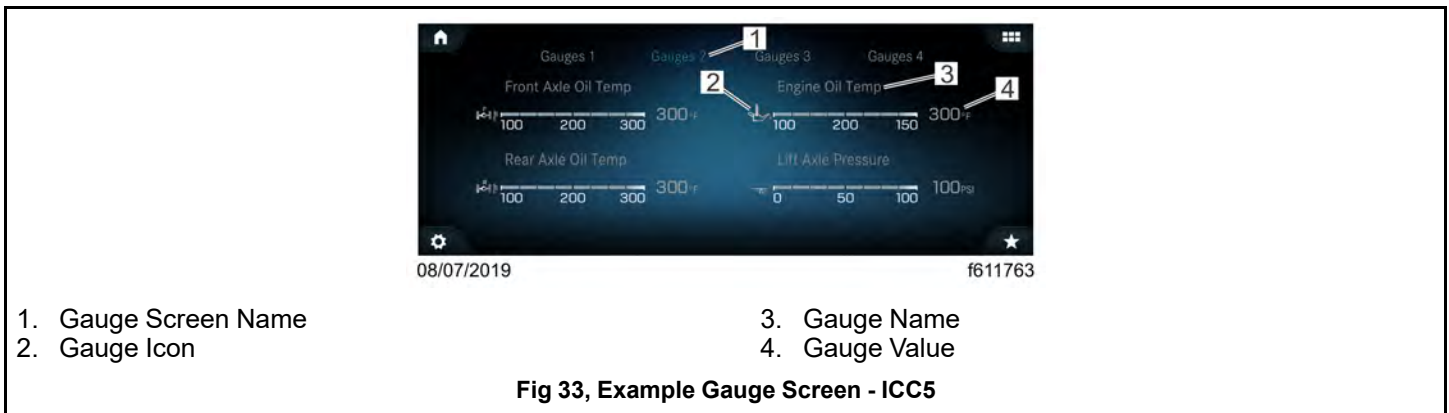 1
Gauges 1 Gauges 2 Gauges 3 Gauges 4
2 3
Front Axle Oil Temp Engine Oil Temp
4
300°F 300°F
100 200 300 100 200 150
Rear Axle Oil Temp Lift Axle Pressure
300°F 100PSI
100 200 300 0 50 100
08/07/2019 f611763
1. Gauge Screen Name
2. Gauge Icon
3. Gauge Name
4. Gauge Value
Fig 33, Example Gauge Screen - ICC5